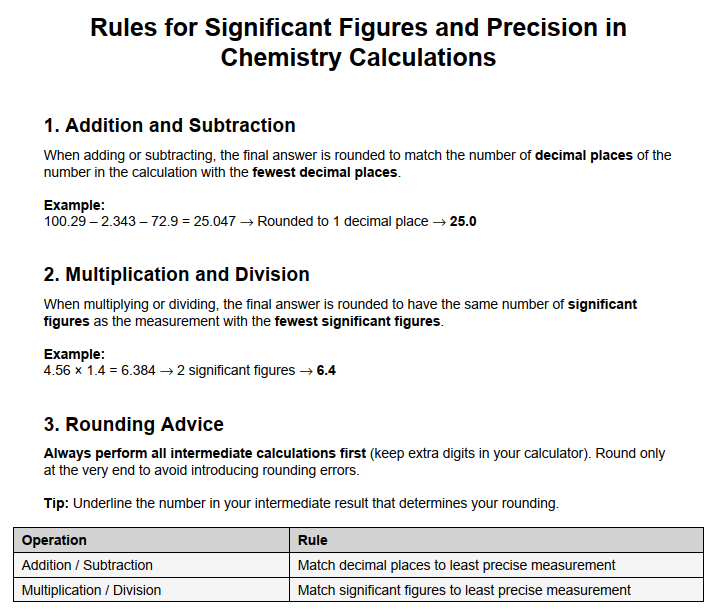 Rules for Significant Figures and Precision in
Chemistry Calculations
1. Addition and Subtraction
When adding or subtracting, the final answer is rounded to match the number of decimal places of the
number in the calculation with the fewest decimal places.
Example:
100.29 – 2.343 – 72.9 = 25.047 → Rounded to 1 decimal place → 25.0
2. Multiplication and Division
When multiplying or dividing, the final answer is rounded to have the same number of significant
figures as the measurement with the fewest significant figures.
Example:
4.56 × 1.4 = 6.384 → 2 significant figures → 6.4
3. Rounding Advice
Always perform all intermediate calculations first (keep extra digits in your calculator). Round only
at the very end to avoid introducing rounding errors.
Tip: Underline the number in your intermediate result that determines your rounding.
Operation Rule
Addition / Subtraction Match decimal places to least precise measurement
Multiplication / Division Match significant figures to least precise measurement